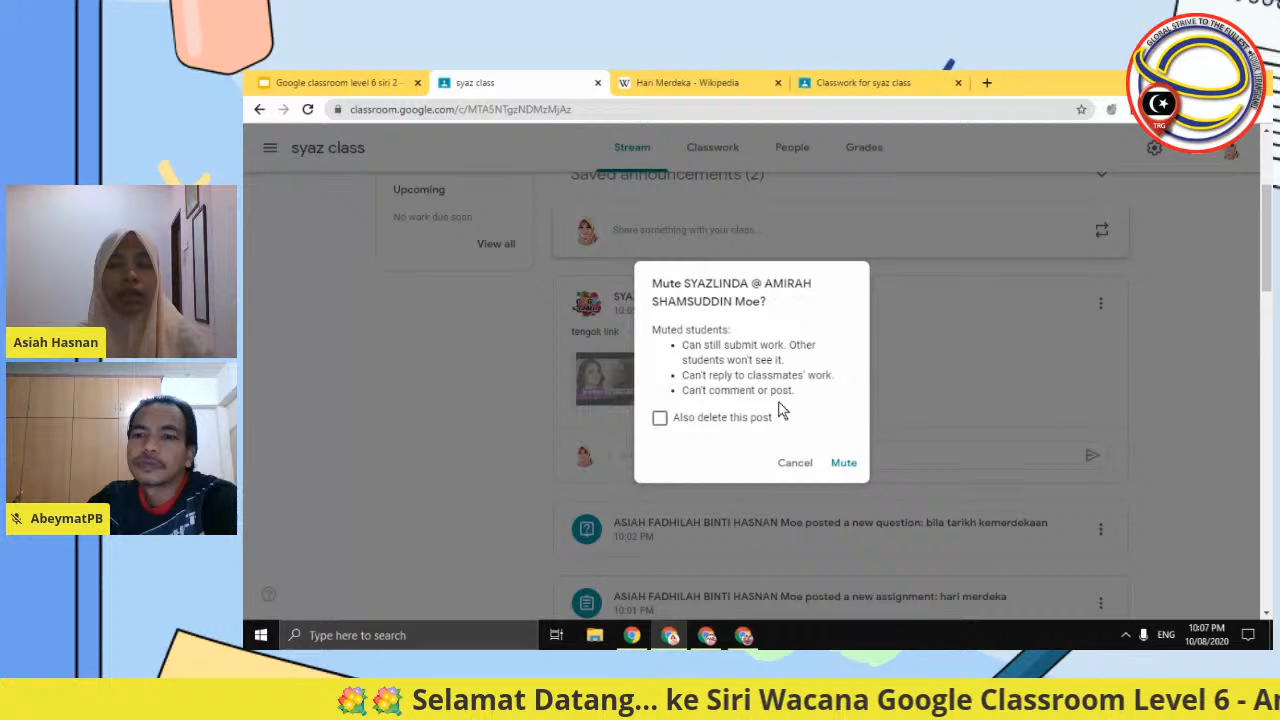 GLOBAL STRIVE TO THE FULLEST
TRG
Google classroom level 6 siri 2
syaz class
Hari Merdeka - Wikipedia
Classwork for syaz class
classroom.google.com/c/MTA5NTgzNDMzMjAz
syaz class
Stream
Classwork
People
Grades
Saved announcements (2)
Upcoming
No work due soon
View all
Share something with your class...
Mute SYAZLINDA @ AMIRAH
SHAMSUDDIN Moe?
Muted students:
• Can still submit work. Other
students won't see it.
• Can't reply to classmates' work.
• Can't comment or post.
Also delete this post
Cancel
Mute
tengok link
ASIAH FADHILAH BINTI HASNAN Moe posted a new question: bila tarikh kemerdekaan
10:02 PM
ASIAH FADHILAH BINTI HASNAN Moe posted a new assignment: hari merdeka
10:01 PM
Asiah Hasnan
AbeymatPB
Type here to search
ENG
10:07 PM
10/08/2020
Selamat Datang... ke Siri Wacana Google Classroom Level 6 -